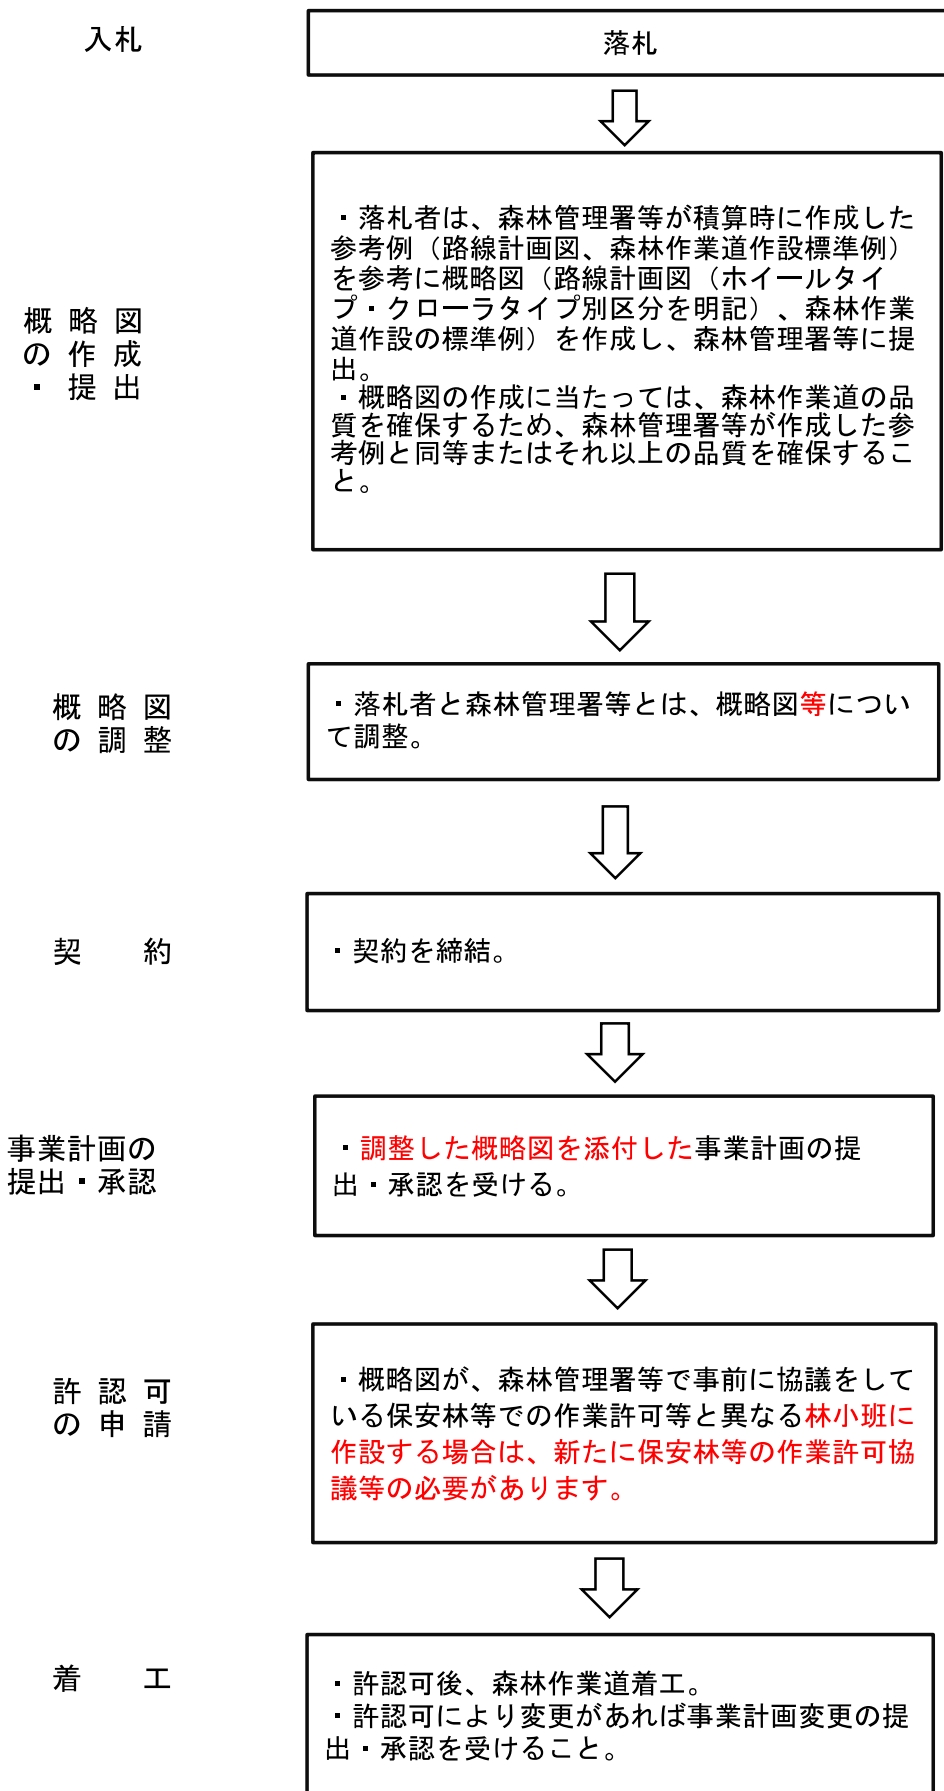 入札
落札
概略図
の作成
・提出
・落札者は、森林管理署等が積算時に作成した
参考例（路線計画図、森林作業道作設標準例）
を参考に概略図（路線計画図（ホイールタイ
プ・クローラタイプ別区分を明記）、森林作業
道作設の標準例）を作成し、森林管理署等に提
出。
・概略図の作成に当たっては、森林作業道の品
質を確保するため、森林管理署等が作成した参
考例と同等またはそれ以上の品質を確保するこ
と。
概略図
の調整
・落札者と森林管理署等とは、概略図等につい
て調整。
契約
・契約を締結。
事業計画の
提出・承認
・調整した概略図を添付した事業計画の提
出・承認を受ける。
許認可
の申請
・概略図が、森林管理署等で事前に協議をして
いる保安林等での作業許可等と異なる林小班に
作設する場合は、新たに保安林等の作業許可協
議等の必要があります。
着工
・許認可後、森林作業道着工。
・許認可により変更があれば事業計画変更の提
出・承認を受けること。